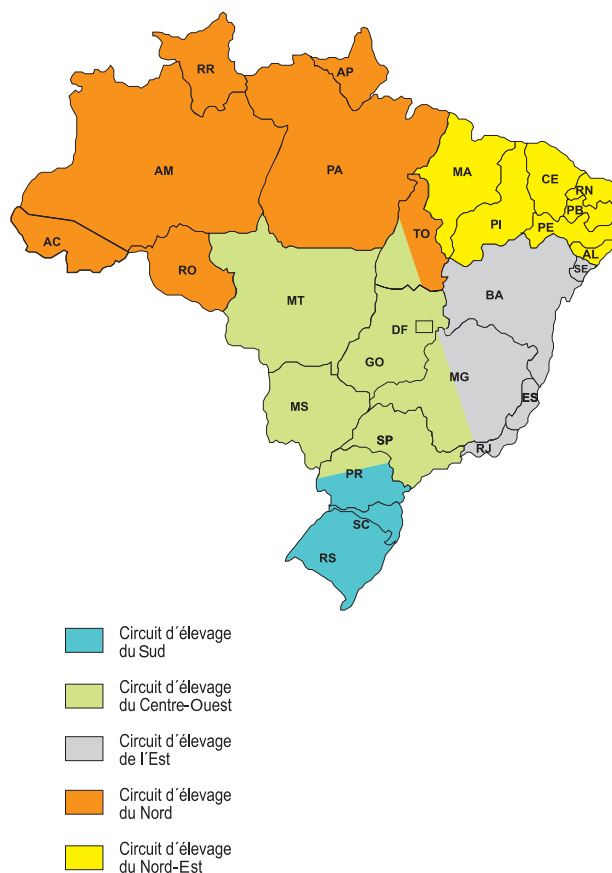 RR
AP
AM
PA
MA
CE
RN
PB
PI
PE
TO
AL
SE
AC
RO
BA
MT
DF
GO
MG
MS
ES
SP
RJ
PR
SC
RS
Circuit d´élevage
du Sud
Circuit d´élevage
du Centre-Ouest
Circuit d´élevage
de l´Est
Circuit d´élevage
du Nord
Circuit d´élevage
du Nord-Est